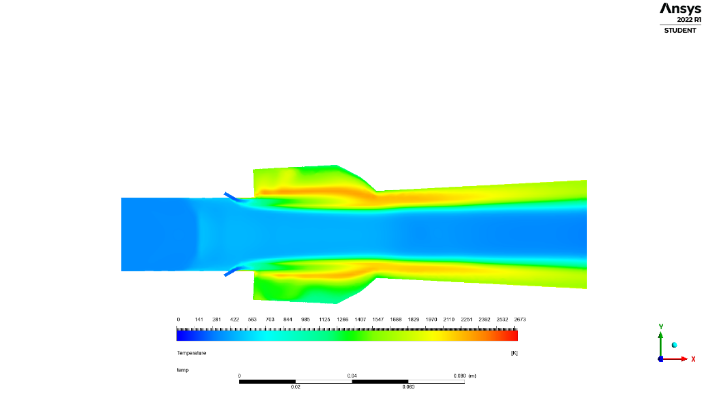 Ansys
2022 R1
STUDENT
0 141 281 422 563 703 844 985 1125 1266 1407 1547 1688 1829 1970 2110 2251 2392 2532 2673
Temperature [K]
temp
0 0.04 0.080 (m)
0.02 0.060
Y
X